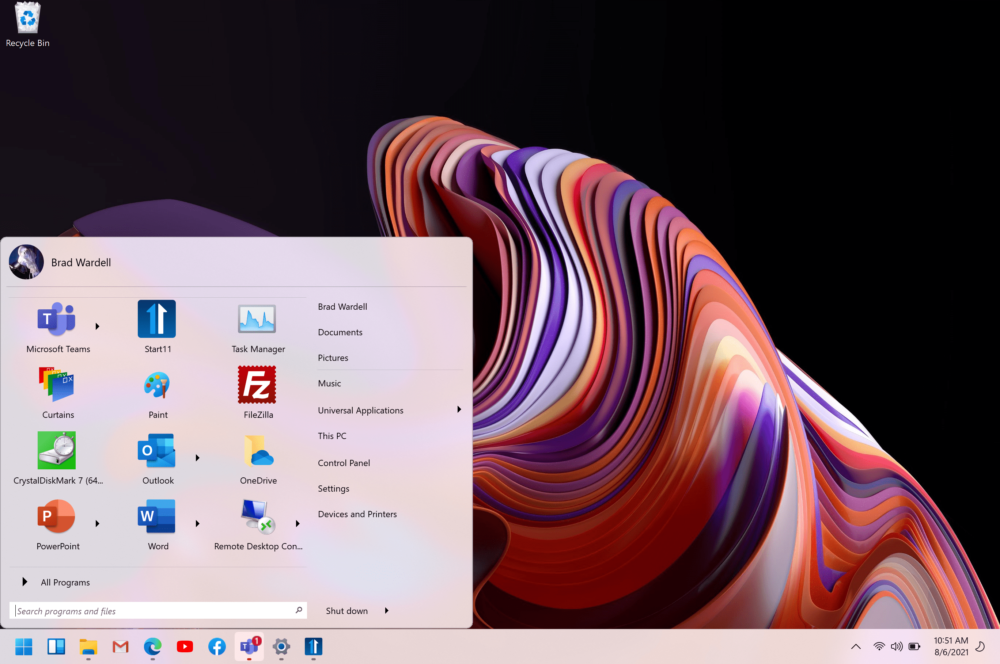 Recycle Bin
Brad Wardell
Microsoft Teams
Start11
Task Manager
Curtains
Paint
FileZilla
CrystalDiskMark 7 (64...
Outlook
OneDrive
PowerPoint
Word
Remote Desktop Con...
All Programs
Search programs and files
Brad Wardell
Documents
Pictures
Music
Universal Applications
This PC
Control Panel
Settings
Devices and Printers
Shut down
1
10:51 AM
8/6/2021